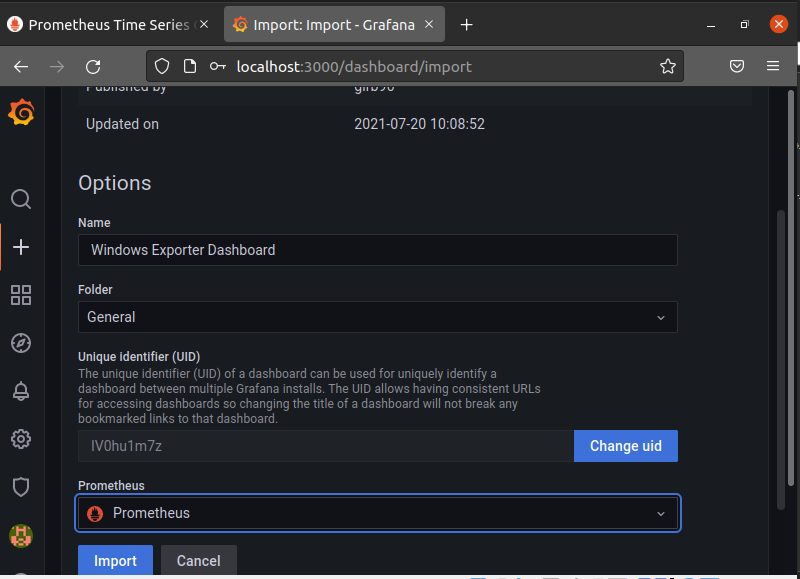 Prometheus Time Series
Import: Import - Grafana
localhost:3000/dashboard/import
Published by
Updated on 2021-07-20 10:08:52
Options
Name
Windows Exporter Dashboard
Folder
General
Unique identifier (UID)
The unique identifier (UID) of a dashboard can be used for uniquely identify a
dashboard between multiple Grafana installs. The UID allows having consistent URLs
for accessing dashboards so changing the title of a dashboard will not break any
bookmarked links to that dashboard.
IV0hu1m7z
Change uid
Prometheus
Prometheus
Import Cancel